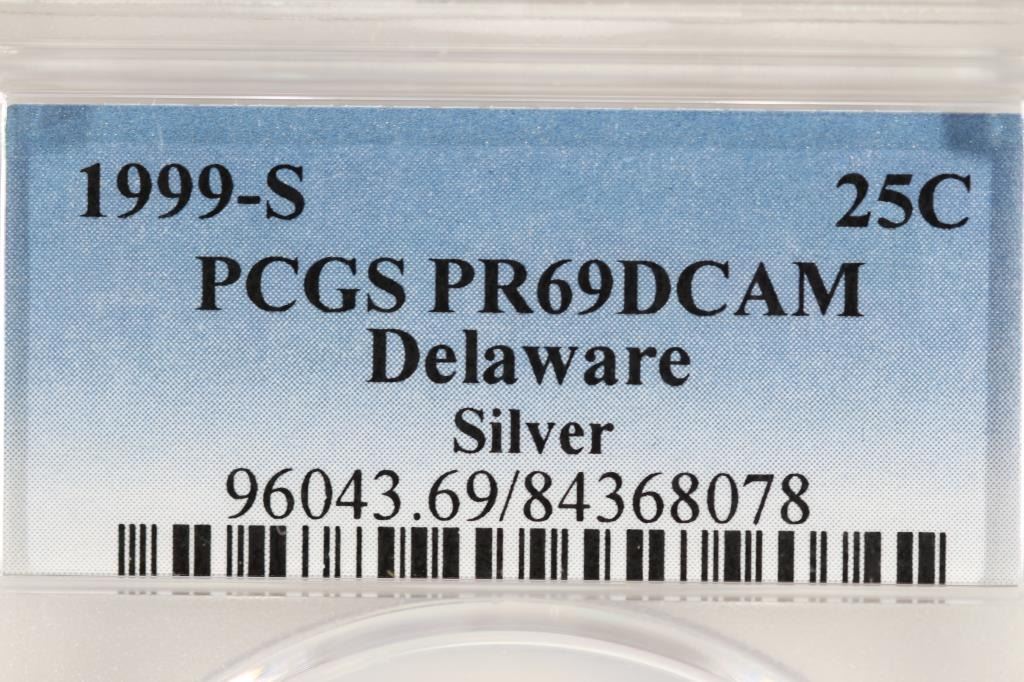 1999-S 25C
PCGS PR69DCAM
Delaware
Silver
96043.69/84368078